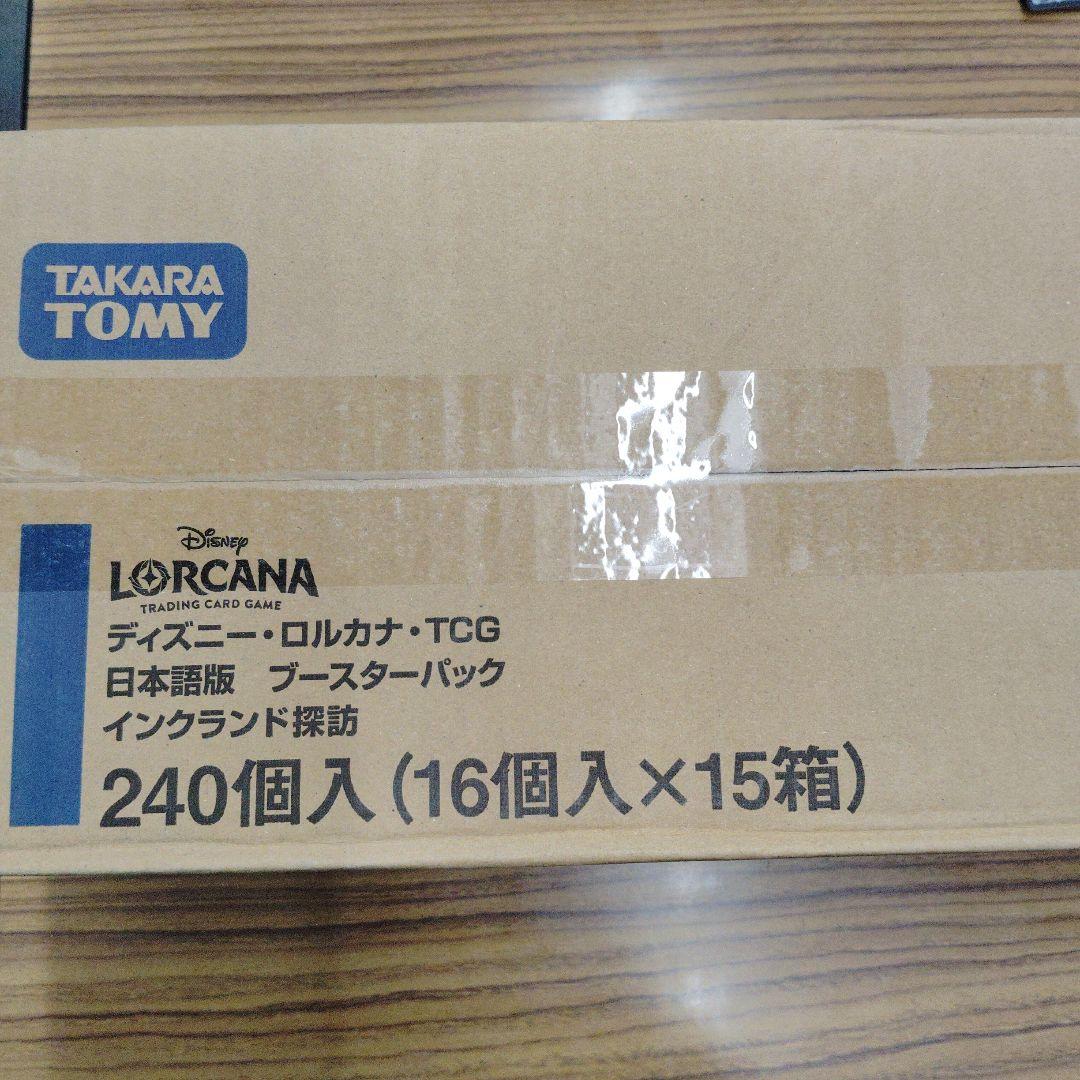 TAKARA
TOMY
Disney
LORCANA
TRADING CARD GAME
ディズニー・ロルカナ・TCG
日本語版 ブースターパック
インクランド探訪
240個入(16個入×15箱)